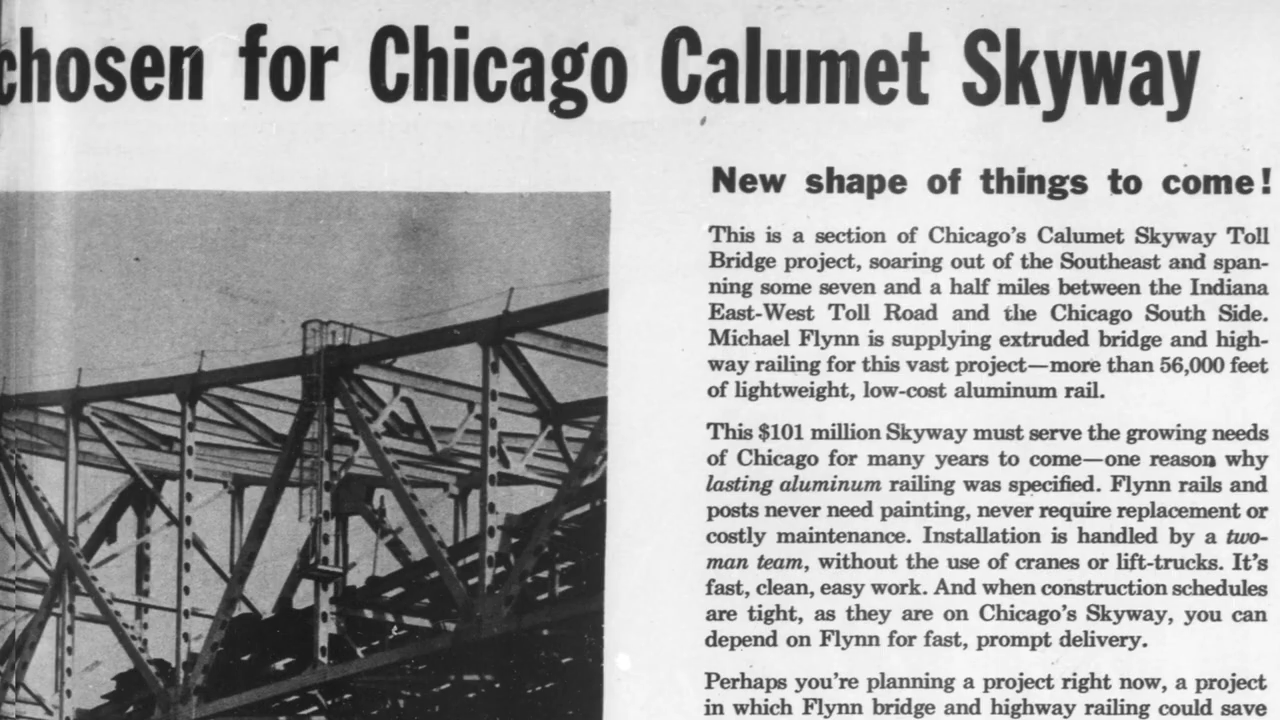 chosen for Chicago Calumet Skyway
New shape of things to come!
This is a section of Chicago's Calumet Skyway Toll
Bridge project, soaring out of the Southeast and span-
ning some seven and a half miles between the Indiana
East-West Toll Road and the Chicago South Side.
Michael Flynn is supplying extruded bridge and high-
way railing for this vast project—more than 56,000 feet
of lightweight, low-cost aluminum rail.
This $101 million Skyway must serve the growing needs
of Chicago for many years to come—one reason why
lasting aluminum railing was specified. Flynn rails and
posts never need painting, never require replacement or
costly maintenance. Installation is handled by a two-
man team, without the use of cranes or lift-trucks. It's
fast, clean, easy work. And when construction schedules
are tight, as they are on Chicago's Skyway, you can
depend on Flynn for fast, prompt delivery.
Perhaps you're planning a project right now, a project
in which Flynn bridge and highway railing could save